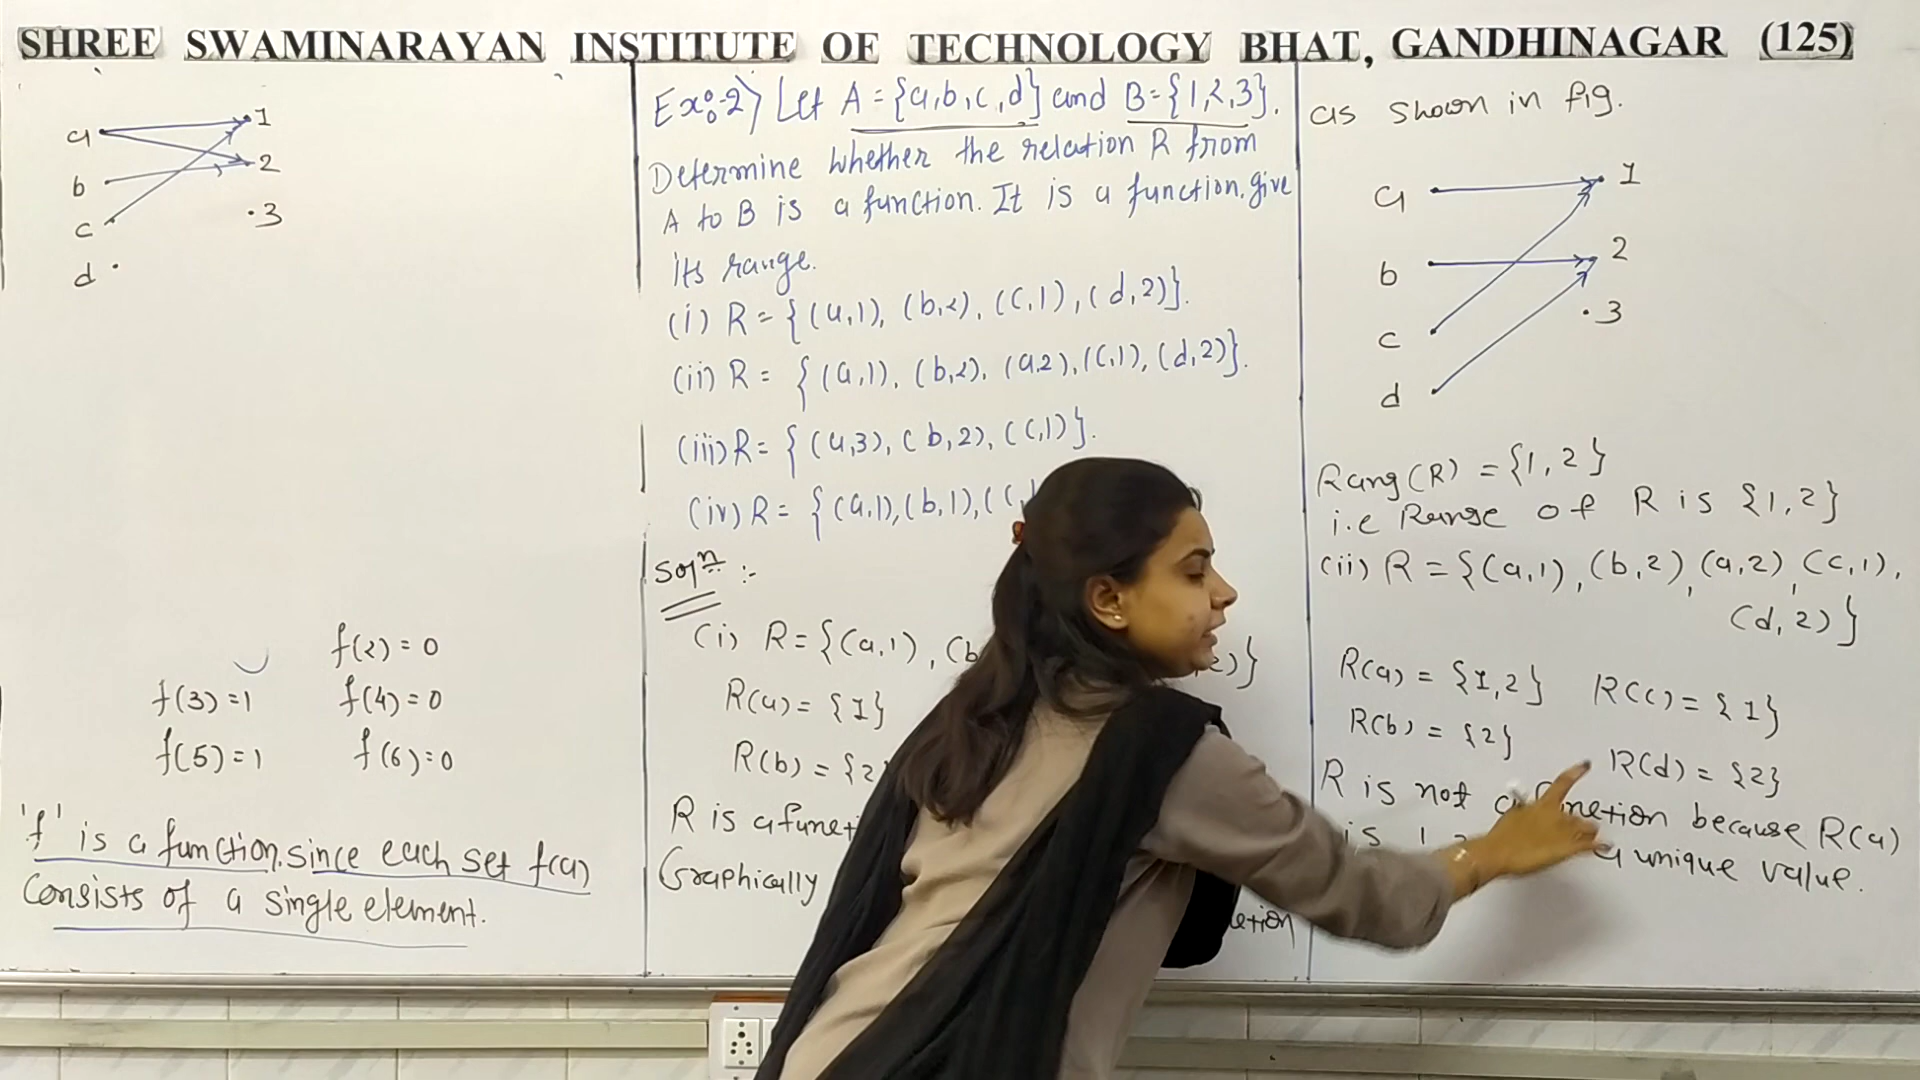 SHREE SWAMINARAYAN INSTITUTE OF TECHNOLOGY BHAT, GANDHINAGAR (125)
a
b
c
d
1
2
3
f(2) = 0
f(3) = 1 f(4) = 0
f(5) = 1 f(6) = 0
'f' is a function, since each set f(a)
consists of a single element.
Ex:-2) Let A = {a,b,c,d} and B = {1,2,3}.
Determine whether the relation R from
A to B is a function. It is a function, give
its range.
(i) R = {(a,1), (b,2), (c,1), (d,2)}.
(ii) R = {(a,1), (b,2), (a,2), (c,1), (d,2)}.
(iii) R = {(a,3), (b,2), (c,1)}.
(iv) R = {(a,1), (b,1), (c,1
Solⁿ :-
(i) R = {(a,1), (b 2)}
R(a) = {1}
R(b) = {2
R is a funct
Graphically
as shown in fig.
a
b
c
d
1
2
3
Rang(R) = {1,2}
i.e Range of R is {1,2}
(ii) R = {(a,1), (b,2), (a,2), (c,1),
(d,2)}
R(a) = {1,2} R(c) = {1}
R(b) = {2} R(d) = {2}
R is not a function because R(a)
is 1 a unique value.